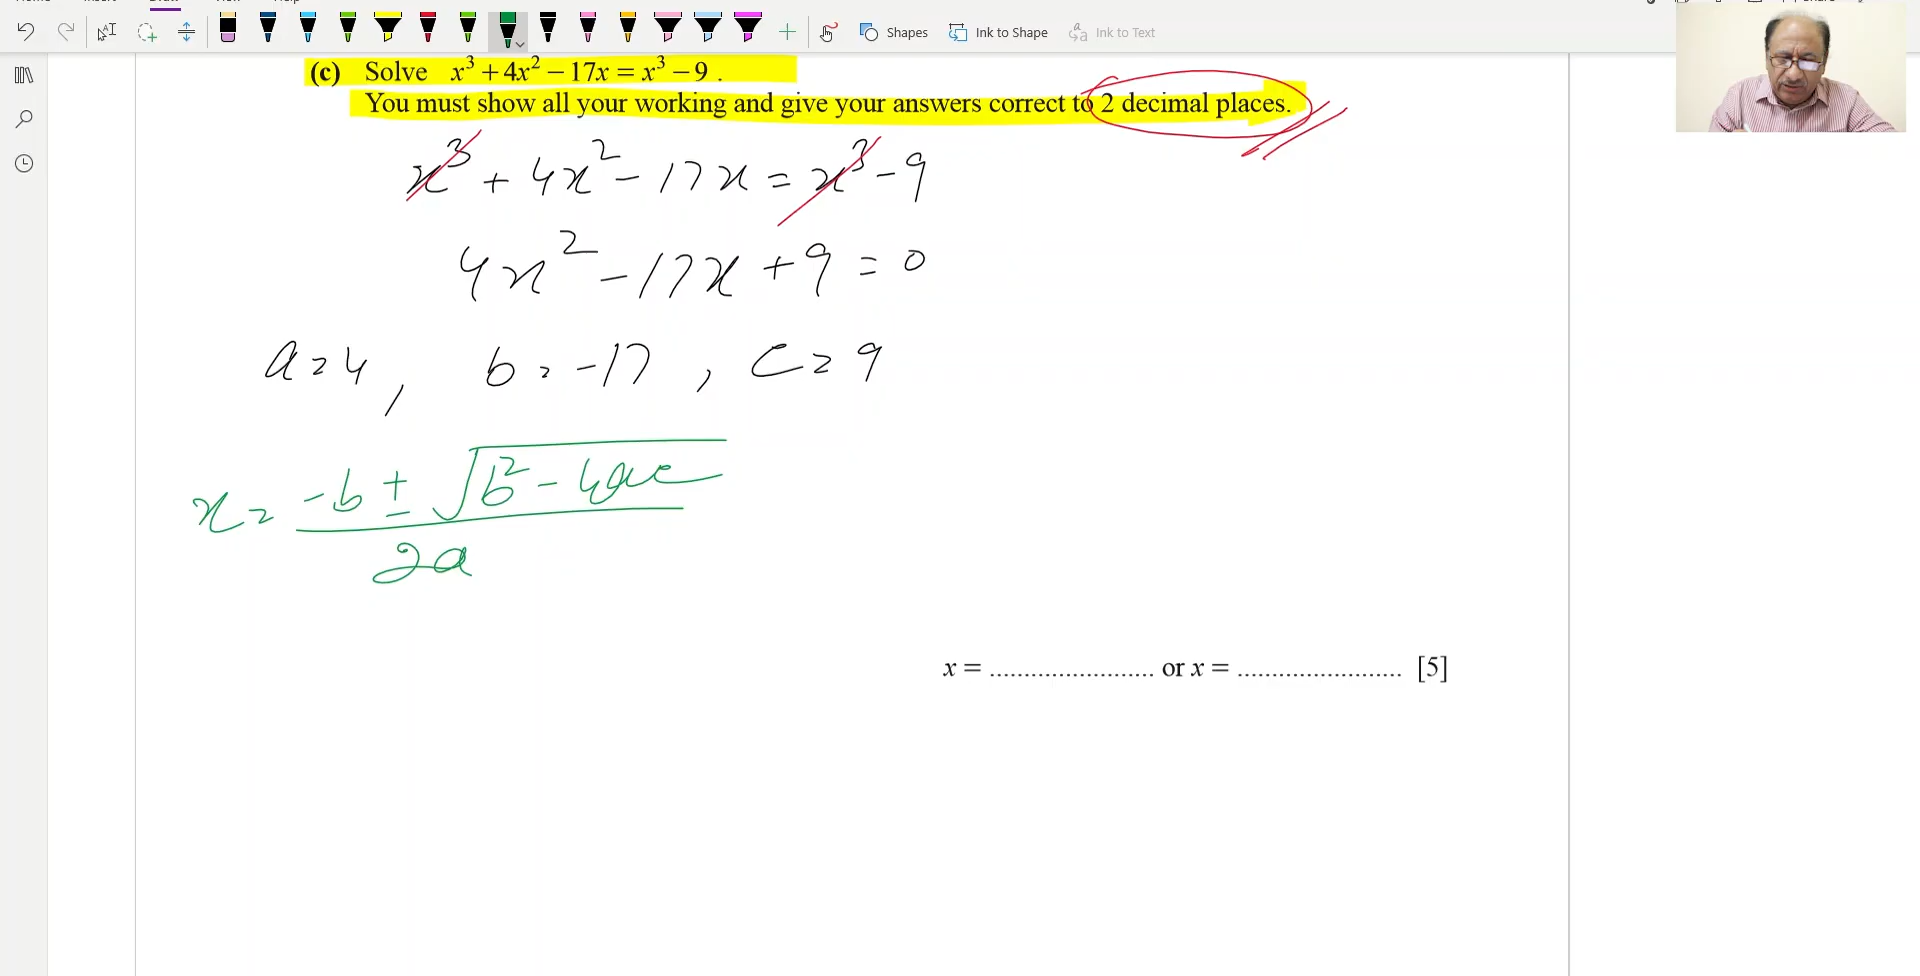 Shapes Ink to Shape Ink to Text
(c) Solve x³ + 4x² − 17x = x³ − 9 .
You must show all your working and give your answers correct to 2 decimal places.
x³ + 4x² − 17x = x³ − 9
4x² − 17x + 9 = 0
a = 4 , b = −17 , c = 9
x = −b ± √b² − 4ac
2a
x = ........................ or x = ........................ [5]